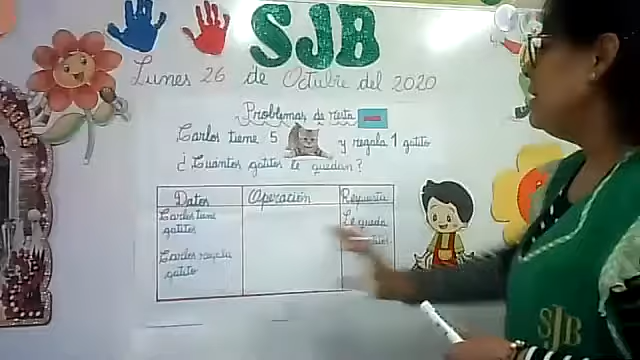 SJB
Lunes 26 de Octubre del 2020
Problemas de resta
Carlos tiene 5 y regala 1 gatito
¿Cuántos gatitos le quedan?
Datos Operación Respuesta
Carlos tiene
gatitos
Carlos regala
gatito
Le queda
SJB